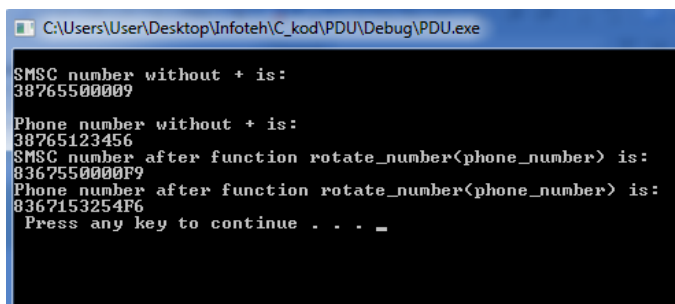 C:\Users\User\Desktop\Infoteh\C_kod\PDU\Debug\PDU.exe
SMSC number without + is:
38765500009
Phone number without + is:
38765123456
SMSC number after function rotate_number(phone_number) is:
8367550000F9
Phone number after function rotate_number(phone_number) is:
8367153254F6
Press any key to continue . . . _